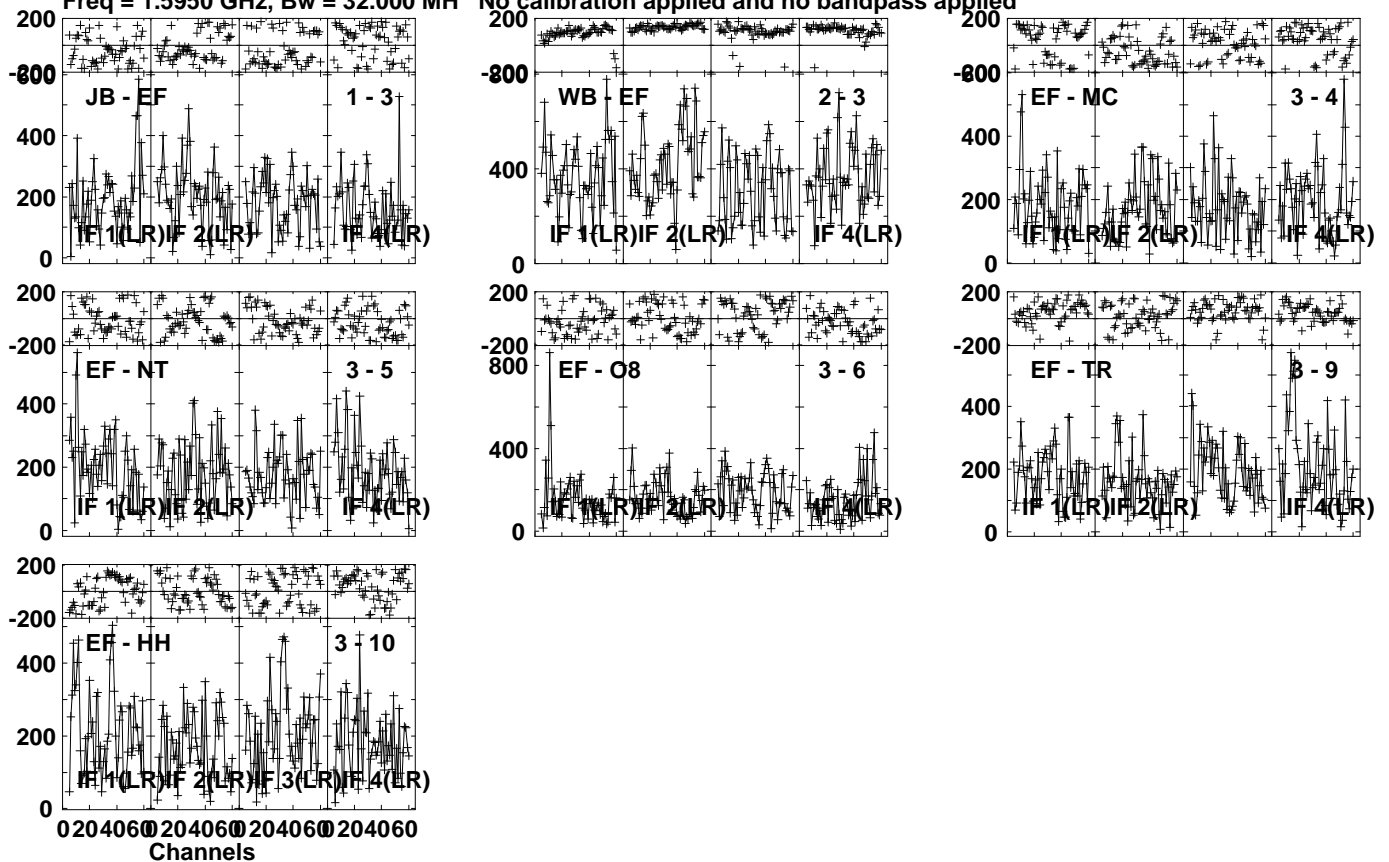 Freq = 1.5950 GHz, Bw = 32.000 MH No calibration applied and no bandpass applied
200
-200
JB - EF
1 - 3
400
200
0
IF 1(LR)
IF 2(LR)
IF 4(LR)
200
WB - EF
2 - 3
800
400
0
IF 1(LR)
IF 2(LR)
IF 4(LR)
200
EF - MC
3 - 4
600
400
200
0
IF 1(LR)
IF 2(LR)
IF 4(LR)
200
-200
EF - NT
3 - 5
400
200
0
IF 1(LR)
IF 2(LR)
IF 4(LR)
200
-200
EF - O8
3 - 6
800
400
0
IF 1(LR)
IF 2(LR)
IF 4(LR)
200
-200
EF - TR
3 - 9
400
200
0
IF 1(LR)
IF 2(LR)
IF 4(LR)
200
-200
EF - HH
3 - 10
400
200
0
IF 1(LR)
IF 2(LR)
IF 3(LR)
IF 4(LR)
0 20 40 60 0 20 40 60 0 20 40 60 0 20 40 60
Channels